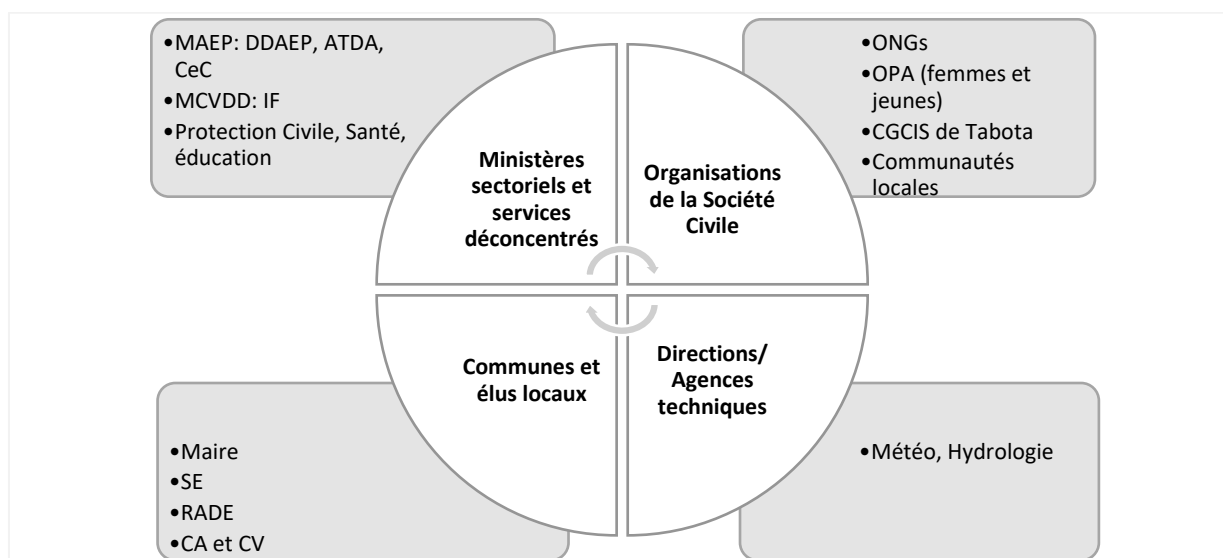 •MAEP: DDAEP, ATDA,
CeC
•MCVDD: IF
•Protection Civile, Santé,
éducation
•ONGs
•OPA (femmes et
jeunes)
•CGCIS de Tabota
•Communautés
locales
Ministères
sectoriels et
services
déconcentrés
Organisations
de la Société
Civile
Communes et
élus locaux
Directions/
Agences
techniques
•Maire
•SE
•RADE
•CA et CV
•Météo, Hydrologie